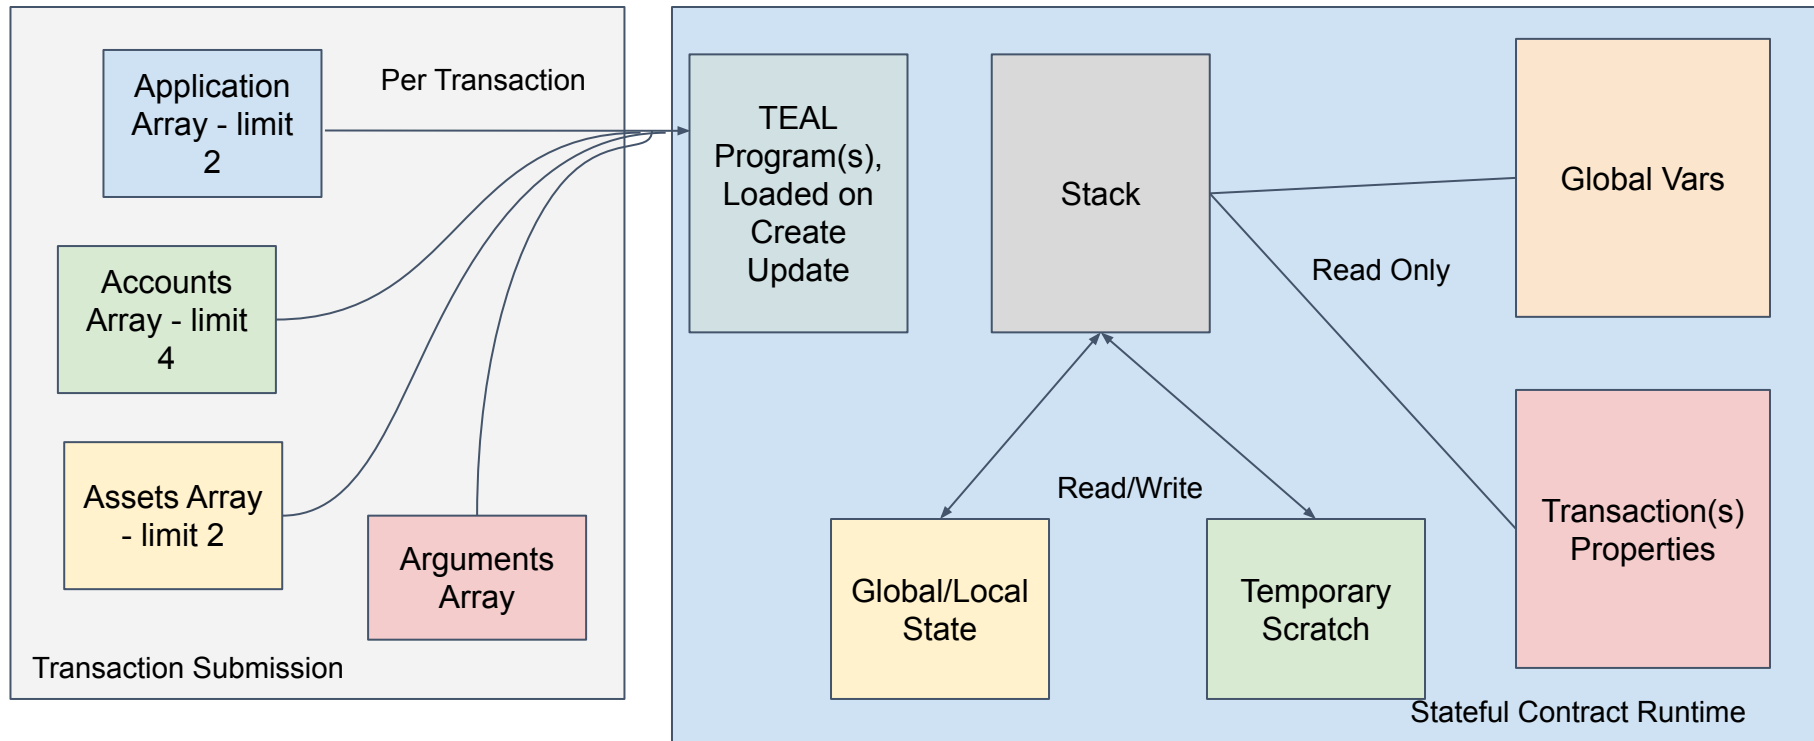 Application
Array - limit
2
Per Transaction
Accounts
Array - limit
4
Assets Array
- limit 2
Arguments
Array
Transaction Submission
TEAL
Program(s),
Loaded on
Create
Update
Stack
Global Vars
Read Only
Read/Write
Global/Local
State
Temporary
Scratch
Transaction(s)
Properties
Stateful Contract Runtime